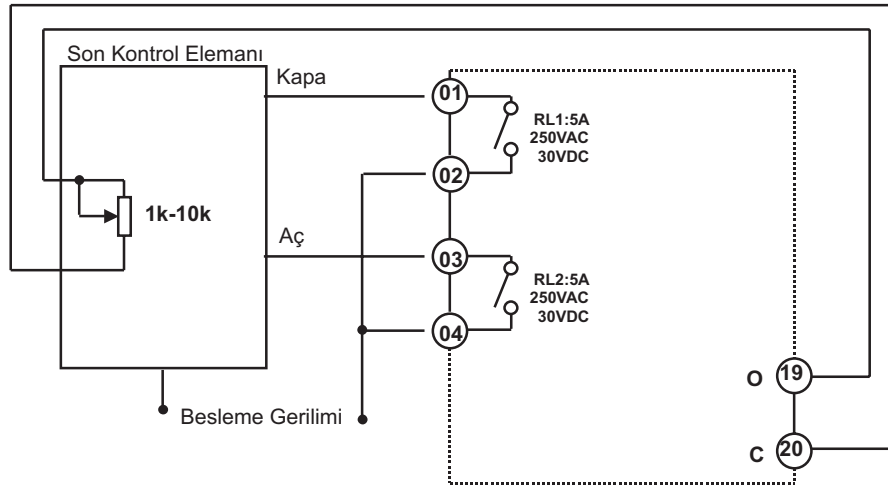 Son Kontrol Elemanı
Kapa
01
RL1:5A
250VAC
30VDC
02
1k-10k
Aç
03
RL2:5A
250VAC
30VDC
04
O
19
Besleme Gerilimi
C
20